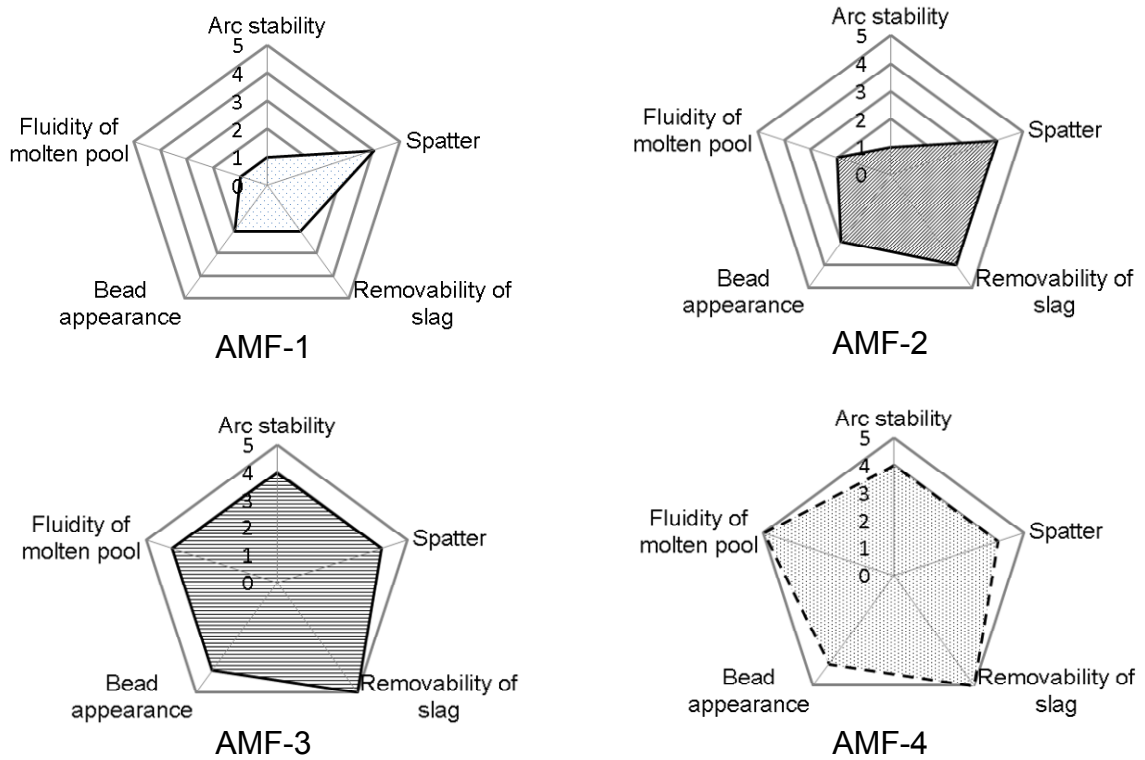 Arc stability
5
4
3
2
1
0
Fluidity of
molten pool
Spatter
Bead
appearance
Removability of
slag
AMF-1
Arc stability
5
4
3
2
1
0
Fluidity of
molten pool
Spatter
Bead
appearance
Removability of
slag
AMF-2
Arc stability
5
4
3
2
1
0
Fluidity of
molten pool
Spatter
Bead
appearance
Removability of
slag
AMF-3
Arc stability
5
4
3
2
1
0
Fluidity of
molten pool
Spatter
Bead
appearance
Removability of
slag
AMF-4